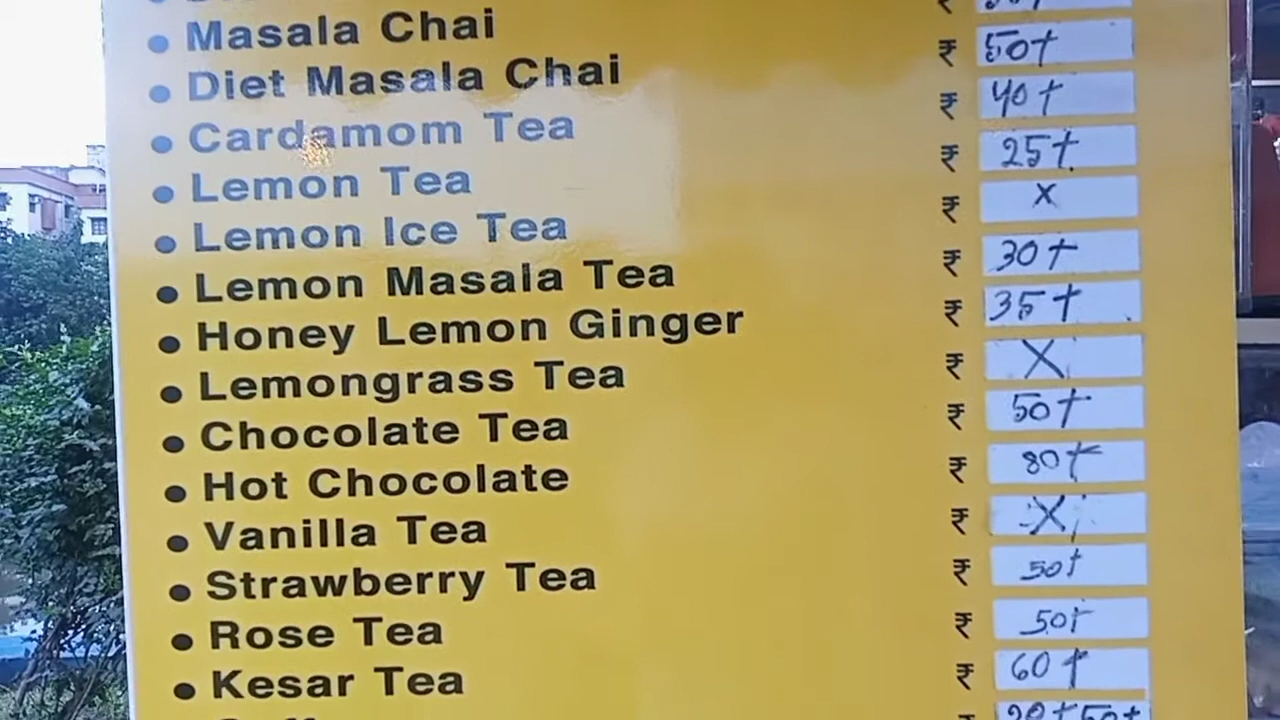 • Masala Chai ₹
• Diet Masala Chai ₹ 50+
• Cardamom Tea ₹ 40+
• Lemon Tea ₹ 25+
• Lemon Ice Tea ₹ x
• Lemon Masala Tea ₹ 30+
• Honey Lemon Ginger ₹ 35+
• Lemongrass Tea ₹ X
• Chocolate Tea ₹ 50+
• Hot Chocolate ₹ 80+
• Vanilla Tea ₹ X
• Strawberry Tea ₹ 50+
• Rose Tea ₹ 50+
• Kesar Tea ₹ 60+